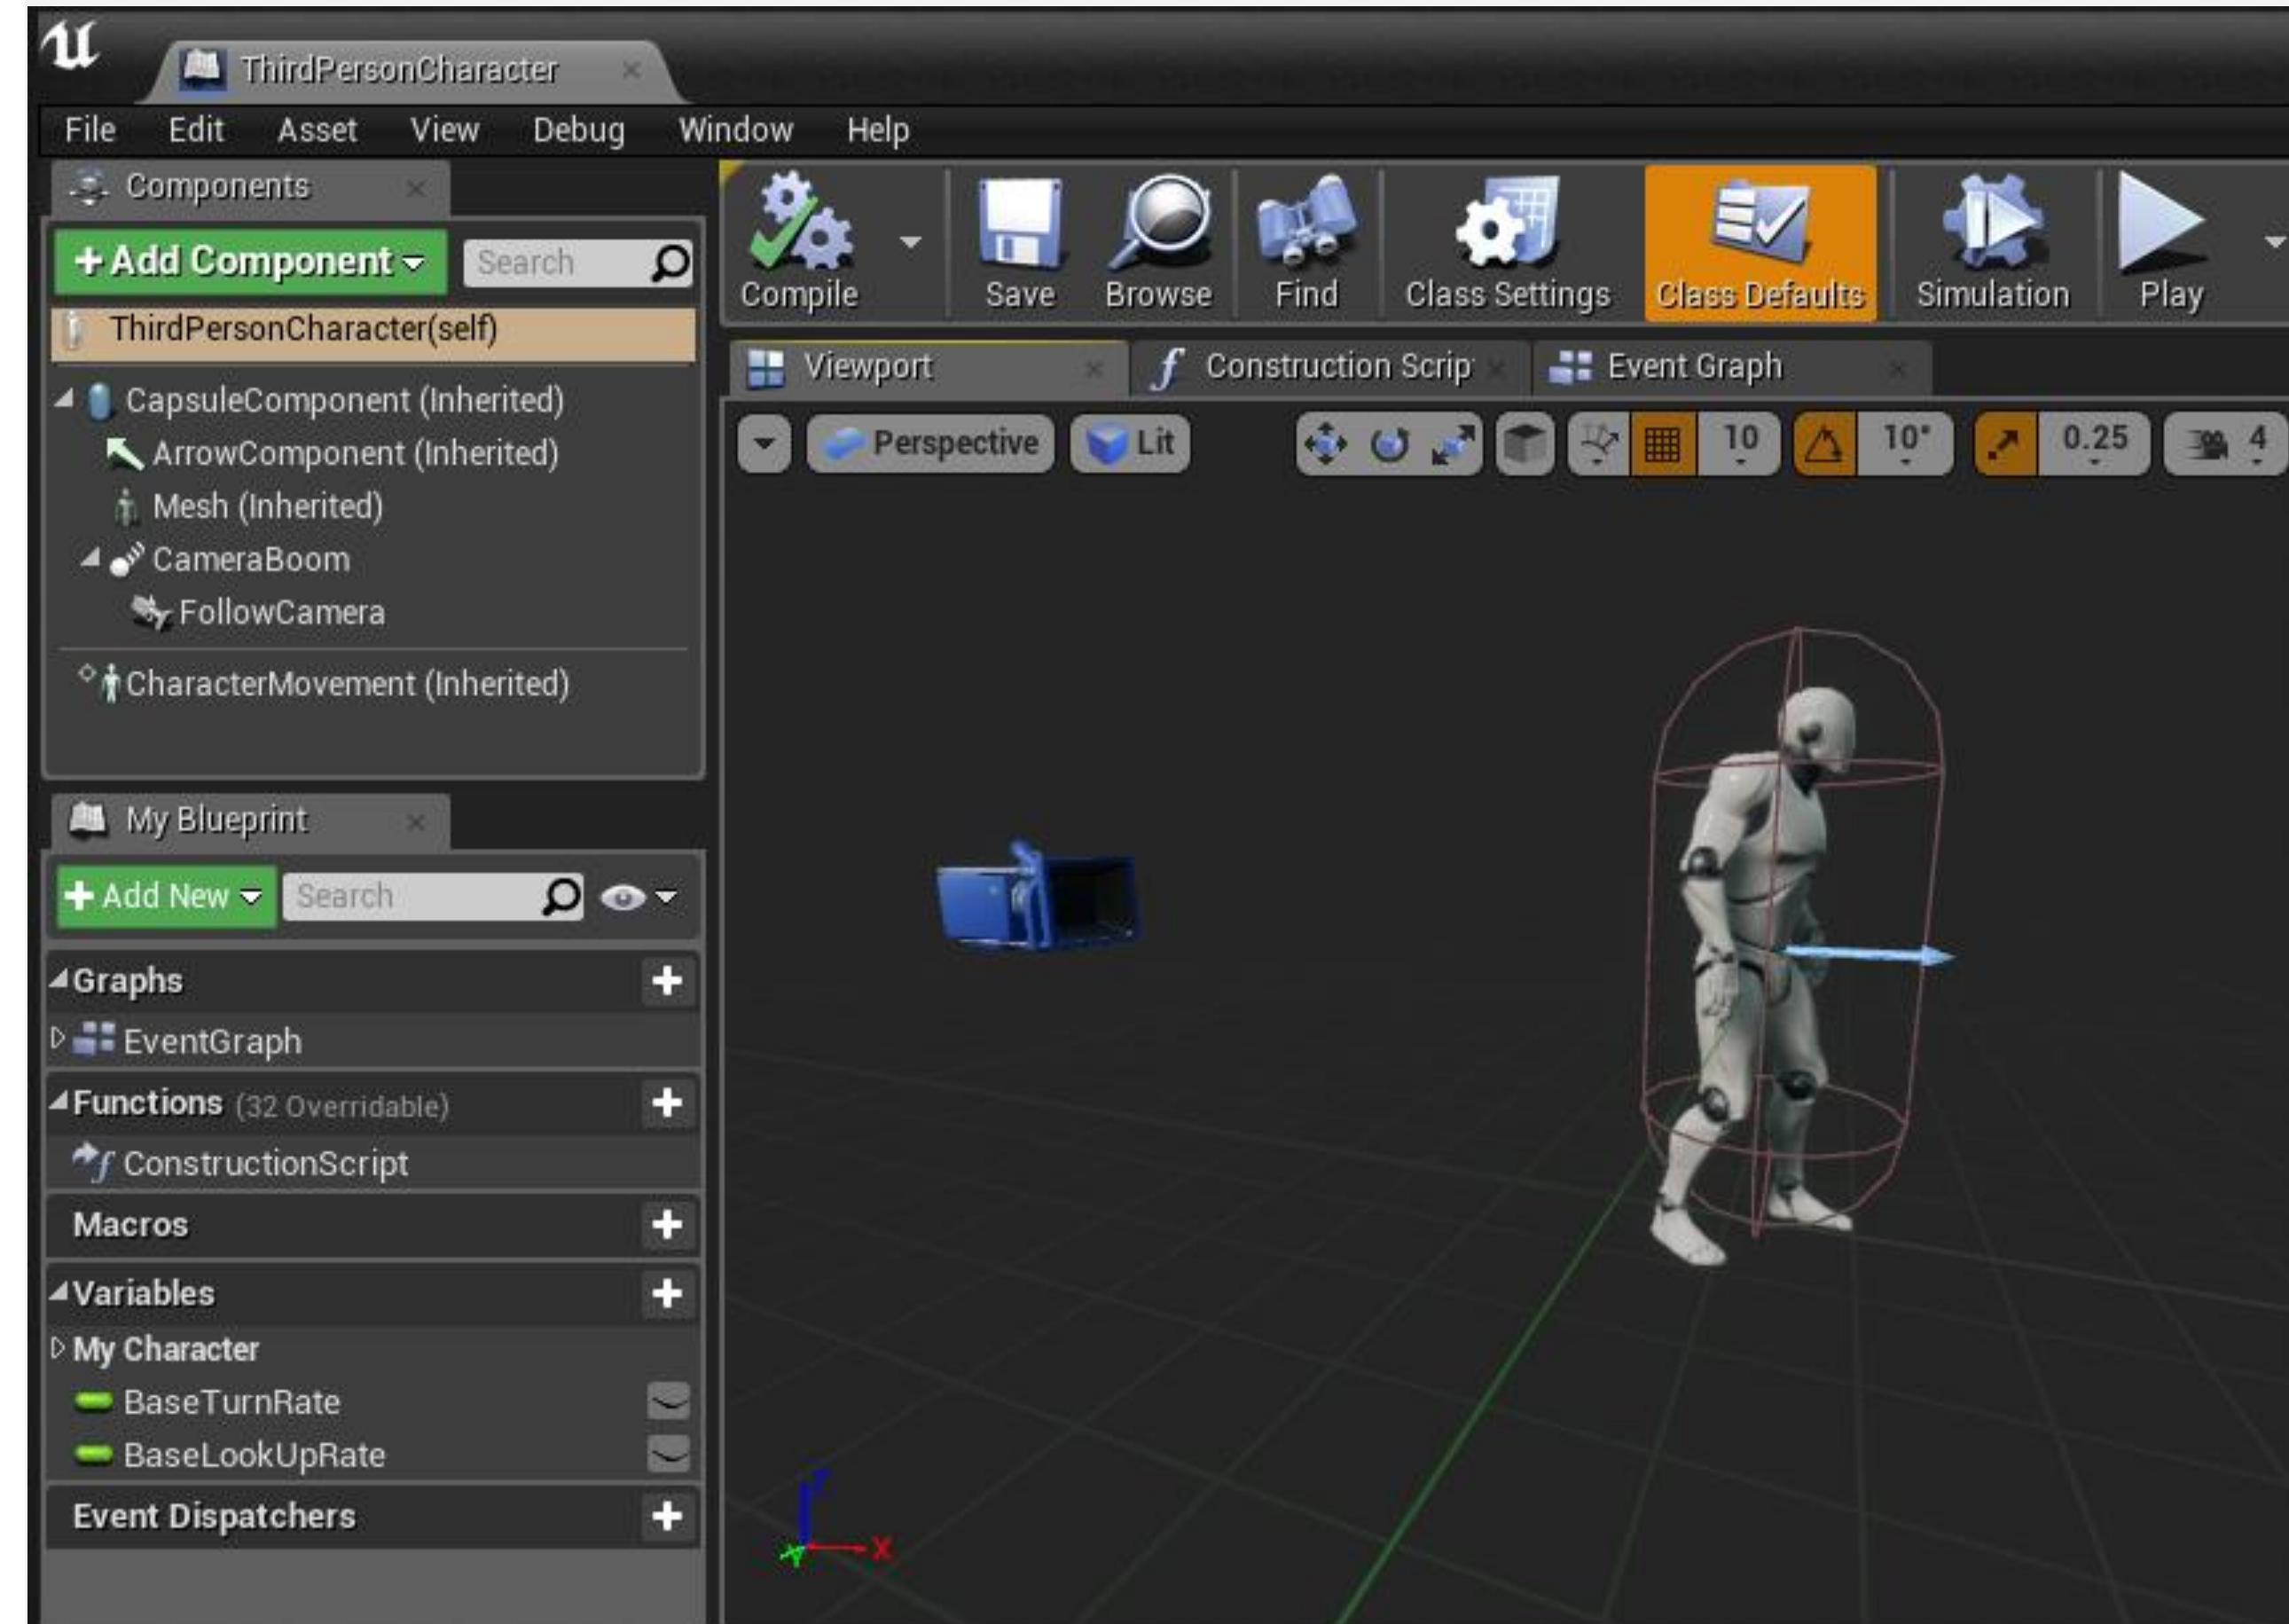 ThirdPersonCharacter
File Edit Asset View Debug Window Help
Components
+ Add Component Search
ThirdPersonCharacter(self)
CapsuleComponent (Inherited)
ArrowComponent (Inherited)
Mesh (Inherited)
CameraBoom
FollowCamera
CharacterMovement (Inherited)
My Blueprint
+ Add New Search
Graphs
EventGraph
Functions (32 Overridable)
ConstructionScript
Macros
Variables
My Character
BaseTurnRate
BaseLookUpRate
Event Dispatchers
Compile Save Browse Find Class Settings Class Defaults Simulation Play
Viewport Construction Scrip Event Graph
Perspective Lit 10 10° 0.25 4
Z
Y X